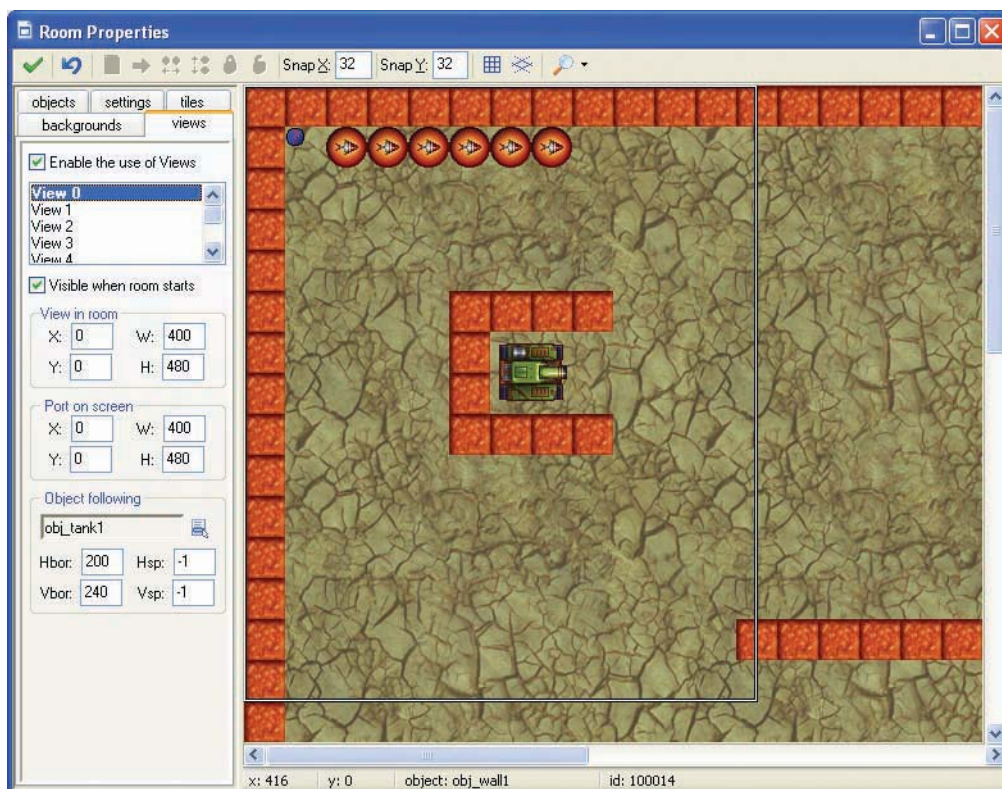 Room Properties
Snap X: 32 Snap Y: 32
objects settings tiles
backgrounds views
Enable the use of Views
View 0
View 1
View 2
View 3
View 4
Visible when room starts
View in room
X: 0 W: 400
Y: 0 H: 480
Port on screen
X: 0 W: 400
Y: 0 H: 480
Object following
obj_tank1
Hbor: 200 Hsp: -1
Vbor: 240 Vsp: -1
x: 416 y: 0 object: obj_wall1 id: 100014